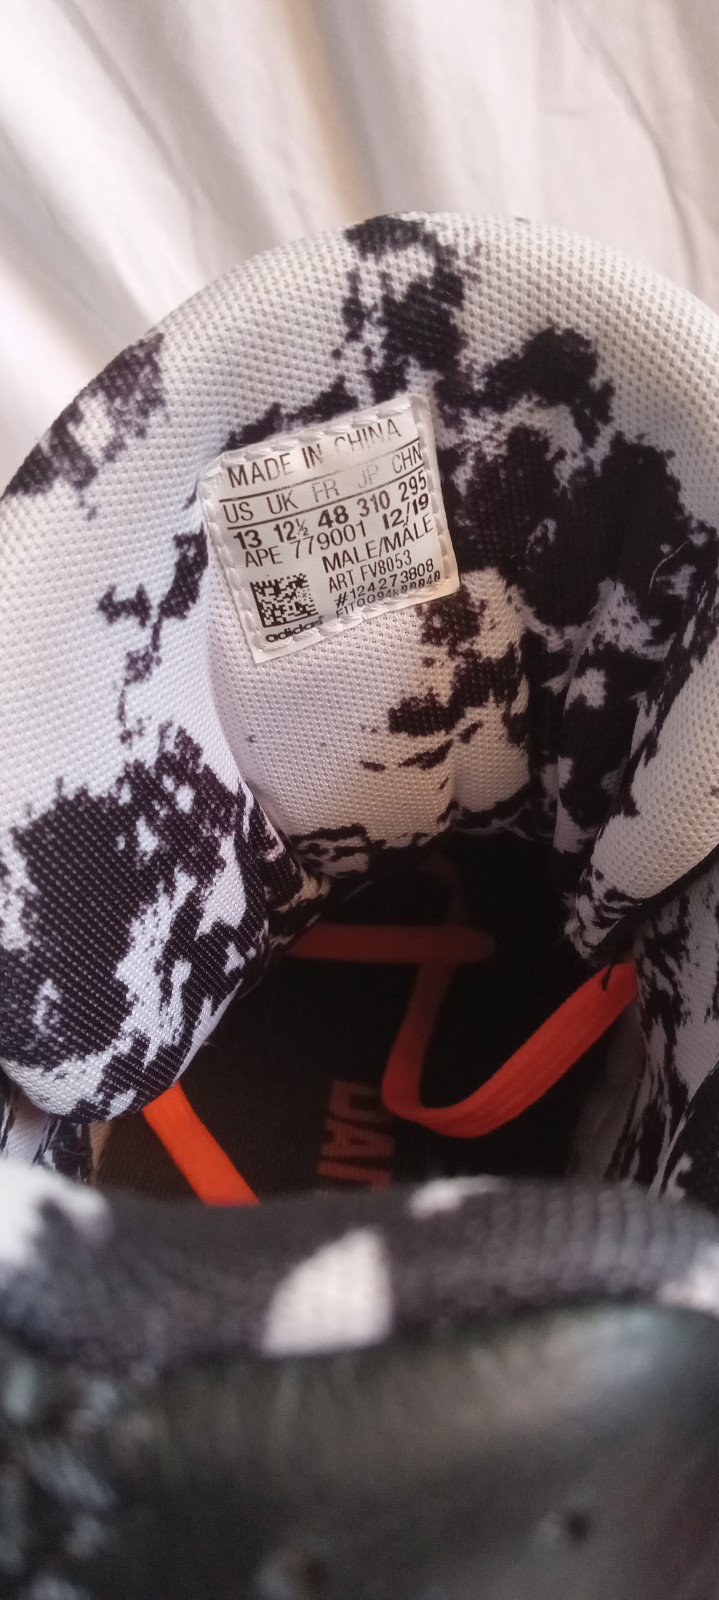 MADE IN CHINA
US UK FR JP CHN
13 12½ 48 310 295
APE 779001 12/19
MALE/MALE
ART FV8053
#124273808
adidas